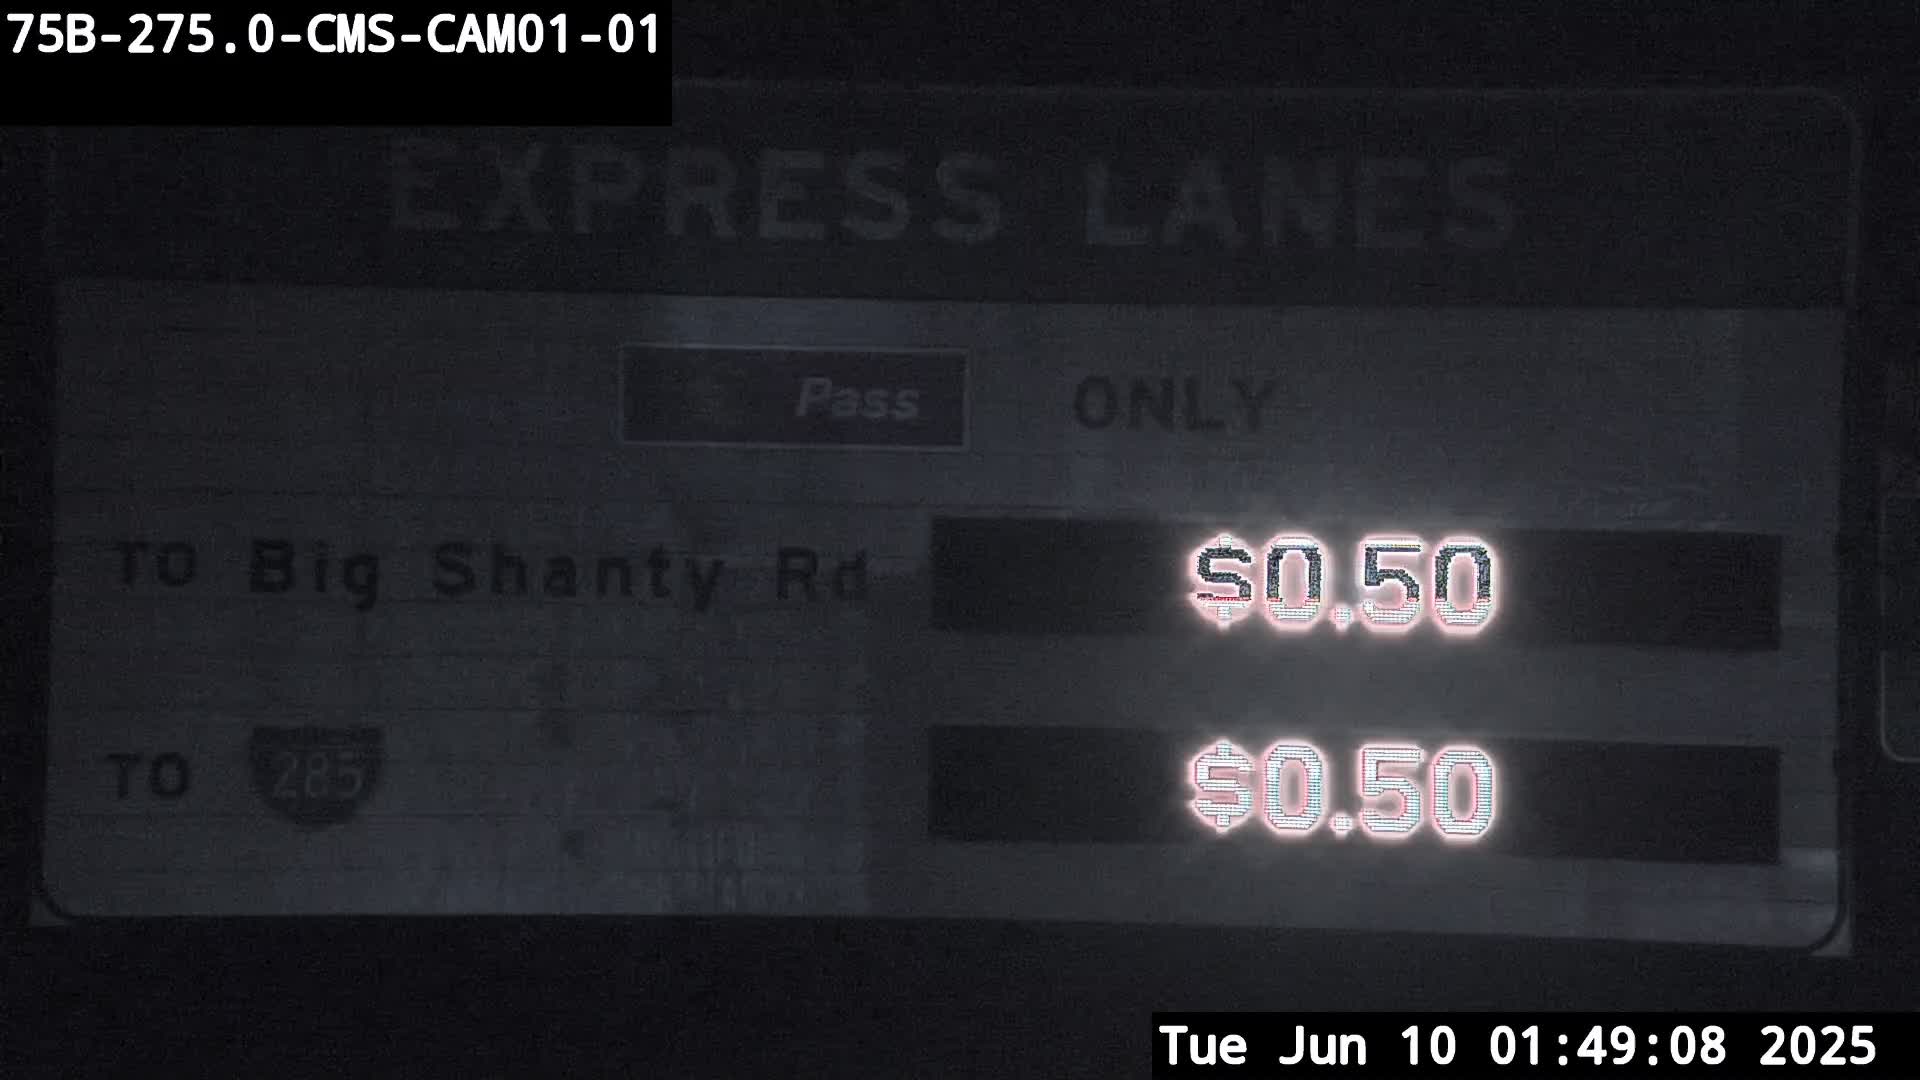 75B-275.0-CMS-CAM01-01
EXPRESS LANES
Pass ONLY
TO Big Shanty Rd $0.50
TO 285 $0.50
Tue Jun 10 01:49:08 2025